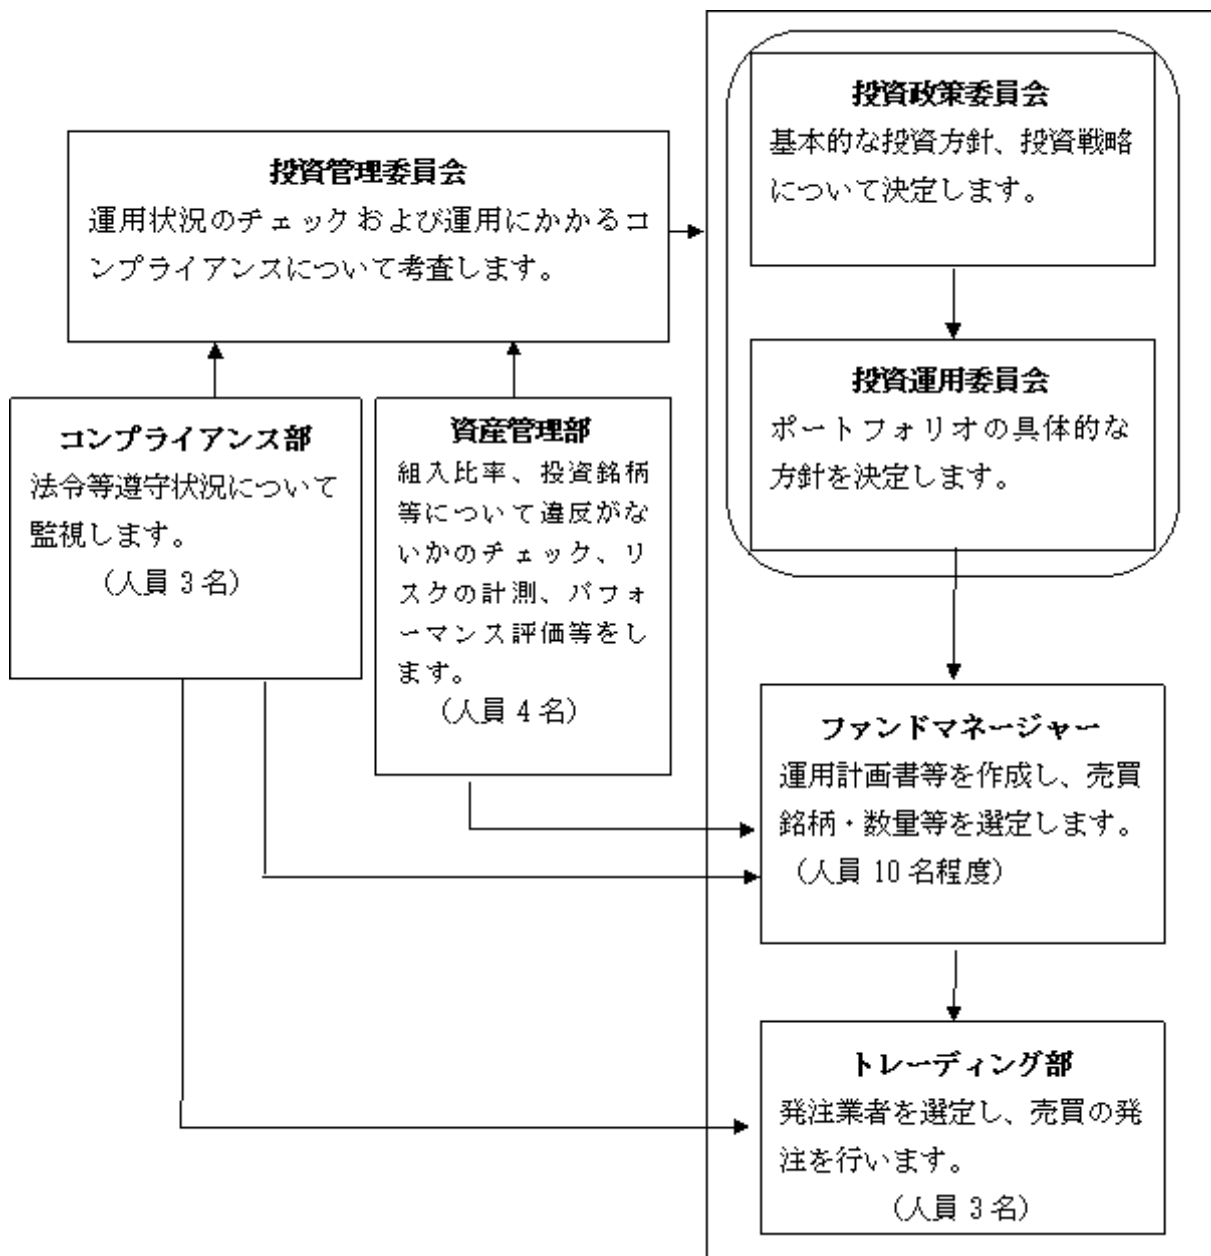 投資政策委員会
基本的な投資方針、投資戦略
について決定します。
投資管理委員会
運用状況のチェックおよび運用にかかるコ
ンプライアンスについて考査します。
投資運用委員会
ポートフォリオの具体的な
方針を決定します。
コンプライアンス部
法令等遵守状況について
監視します。
(人員 3 名)
資産管理部
組入比率、投資銘柄
等について違反がな
いかのチェック、リ
スクの計測、パフォ
ーマンス評価等をし
ます。
(人員 4 名)
ファンドマネージャー
運用計画書等を作成し、売買
銘柄・数量等を選定します。
(人員 10 名程度)
トレーディング部
発注業者を選定し、売買の発
注を行います。
(人員 3 名)